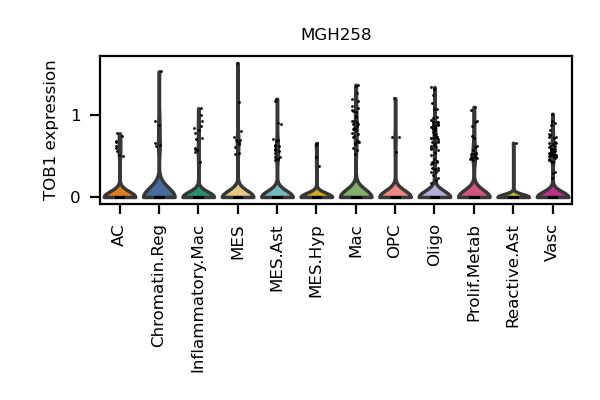 MGH258
TOB1 expression
1
0
AC
Chromatin.Reg
Inflammatory.Mac
MES
MES.Ast
MES.Hyp
Mac
OPC
Oligo
Prolif.Metab
Reactive.Ast
Vasc